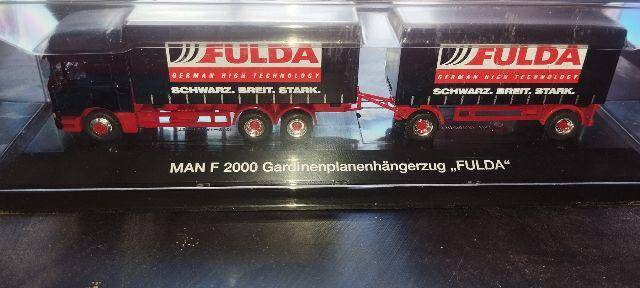 FULDA
GERMAN HIGH TECHNOLOGY
SCHWARZ. BREIT. STARK.
FULDA
GERMAN HIGH TECHNOLOGY
SCHWARZ. BREIT. STARK.
MAN F 2000 Gardinenplanenhängerzug „FULDA“